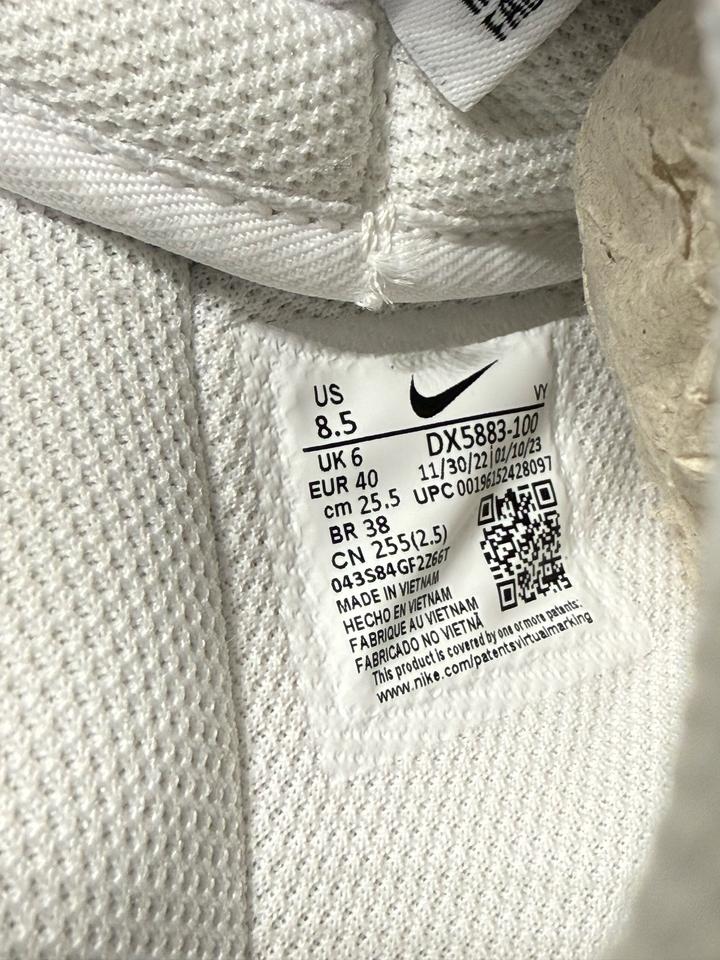 US
8.5
VY
DX5883-100
UK 6
11/30/22|01/10/23
EUR 40
UPC 00196152428097
cm 25.5
BR 38
CN 255(2.5)
043S84GF2Z66T
MADE IN VIETNAM
HECHO EN VIETNAM
FABRIQUE AU VIETNAM
FABRICADO NO VIETNÃ
This product is covered by one or more patents:
www.nike.com/patentsvirtualmarking